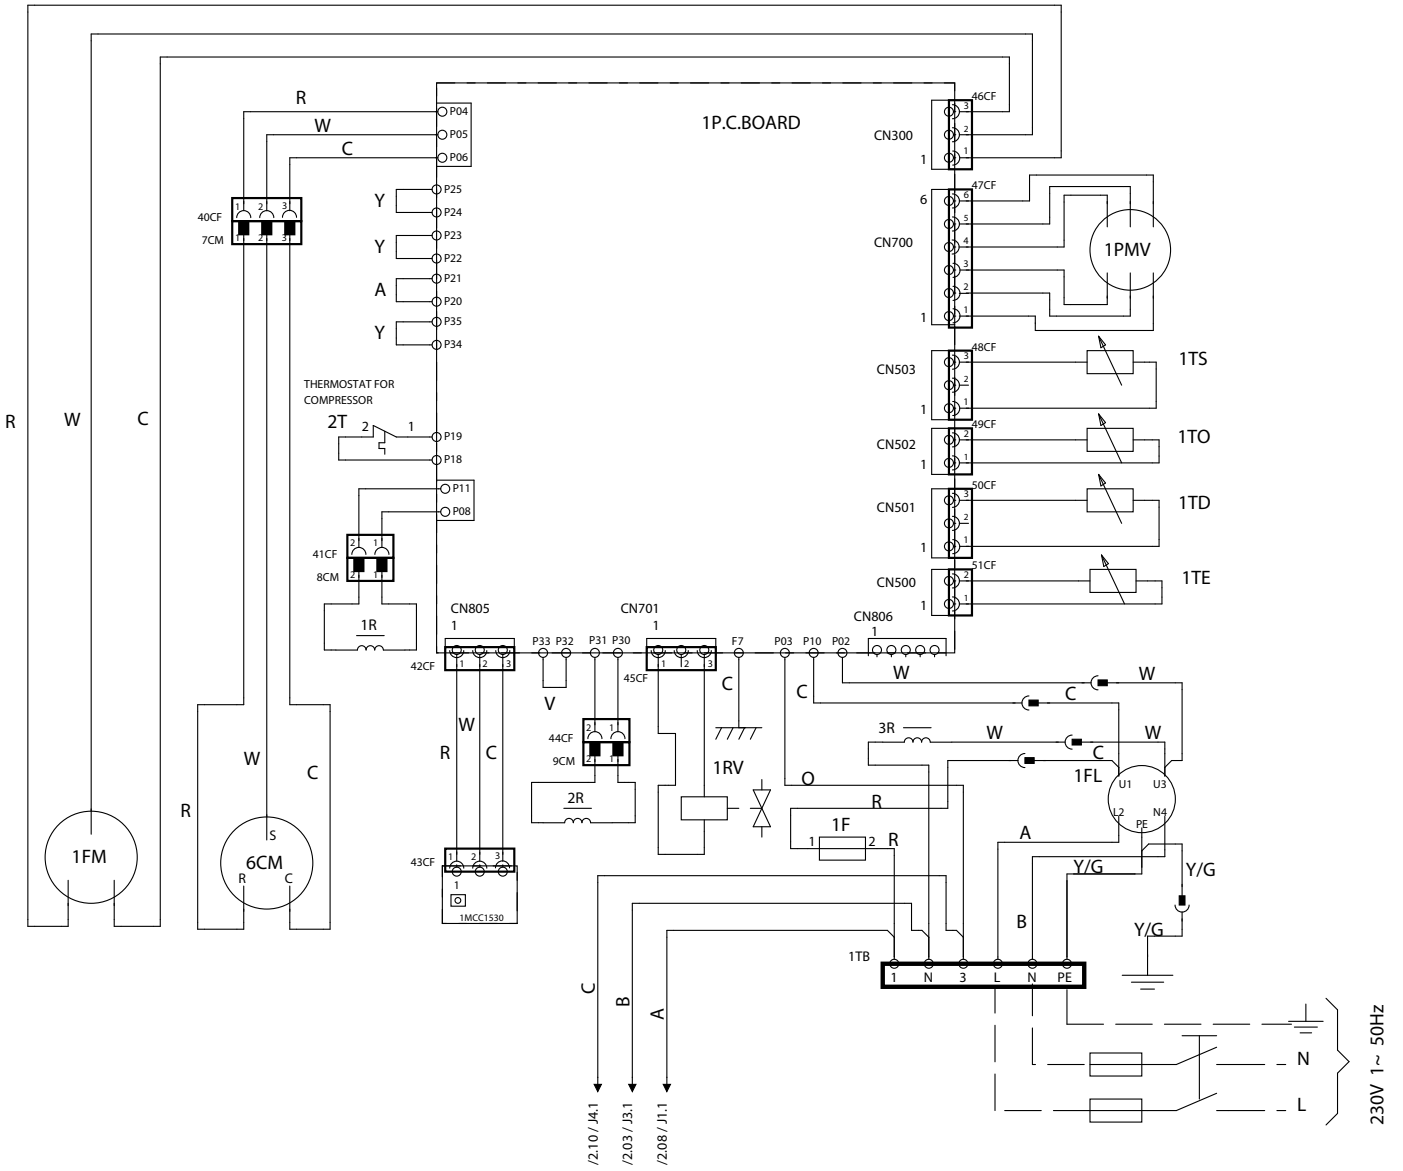 R
W
C
1P.C.BOARD
P04
P05
P06
40CF
1 2 3
7CM
1 2 3
Y
P25
P24
Y
P23
P22
A
P21
P20
Y
P35
P34
THERMOSTAT FOR
COMPRESSOR
2T
2 1
P19
P18
P11
P08
41CF
2 1
8CM
2 1
1R
R
W
C
CN300
1
46CF
3
2
1
CN700
6
1
47CF
6
5
4
3
2
1
1PMV
CN503
1
48CF
3
2
1
1TS
CN502
1
49CF
2
1
1TO
CN501
1
50CF
3
2
1
1TD
CN500
1
51CF
2
1
1TE
CN805
1
42CF
1 2 3
P33 P32
V
P31 P30
CN701
1
45CF
1 2 3
F7
C
P03 P10 P02
CN806
1
44CF
2 1
9CM
2 1
2R
R
W
C
43CF
1 2 3
1
1MCC1530
1RV
W
W
C
C
3R
W
W
C
1FL
U1 U3
L2 N4
PE
O
R
1F
1 2
R
A
B
Y/G
Y/G
Y/G
1FM
R
W
C
6CM
S
R C
1TB
1 N 3 L N PE
C
B
A
/2.10 / J4.1
/2.03 / J3.1
/2.08 / J1.1
N
L
230V 1~ 50Hz